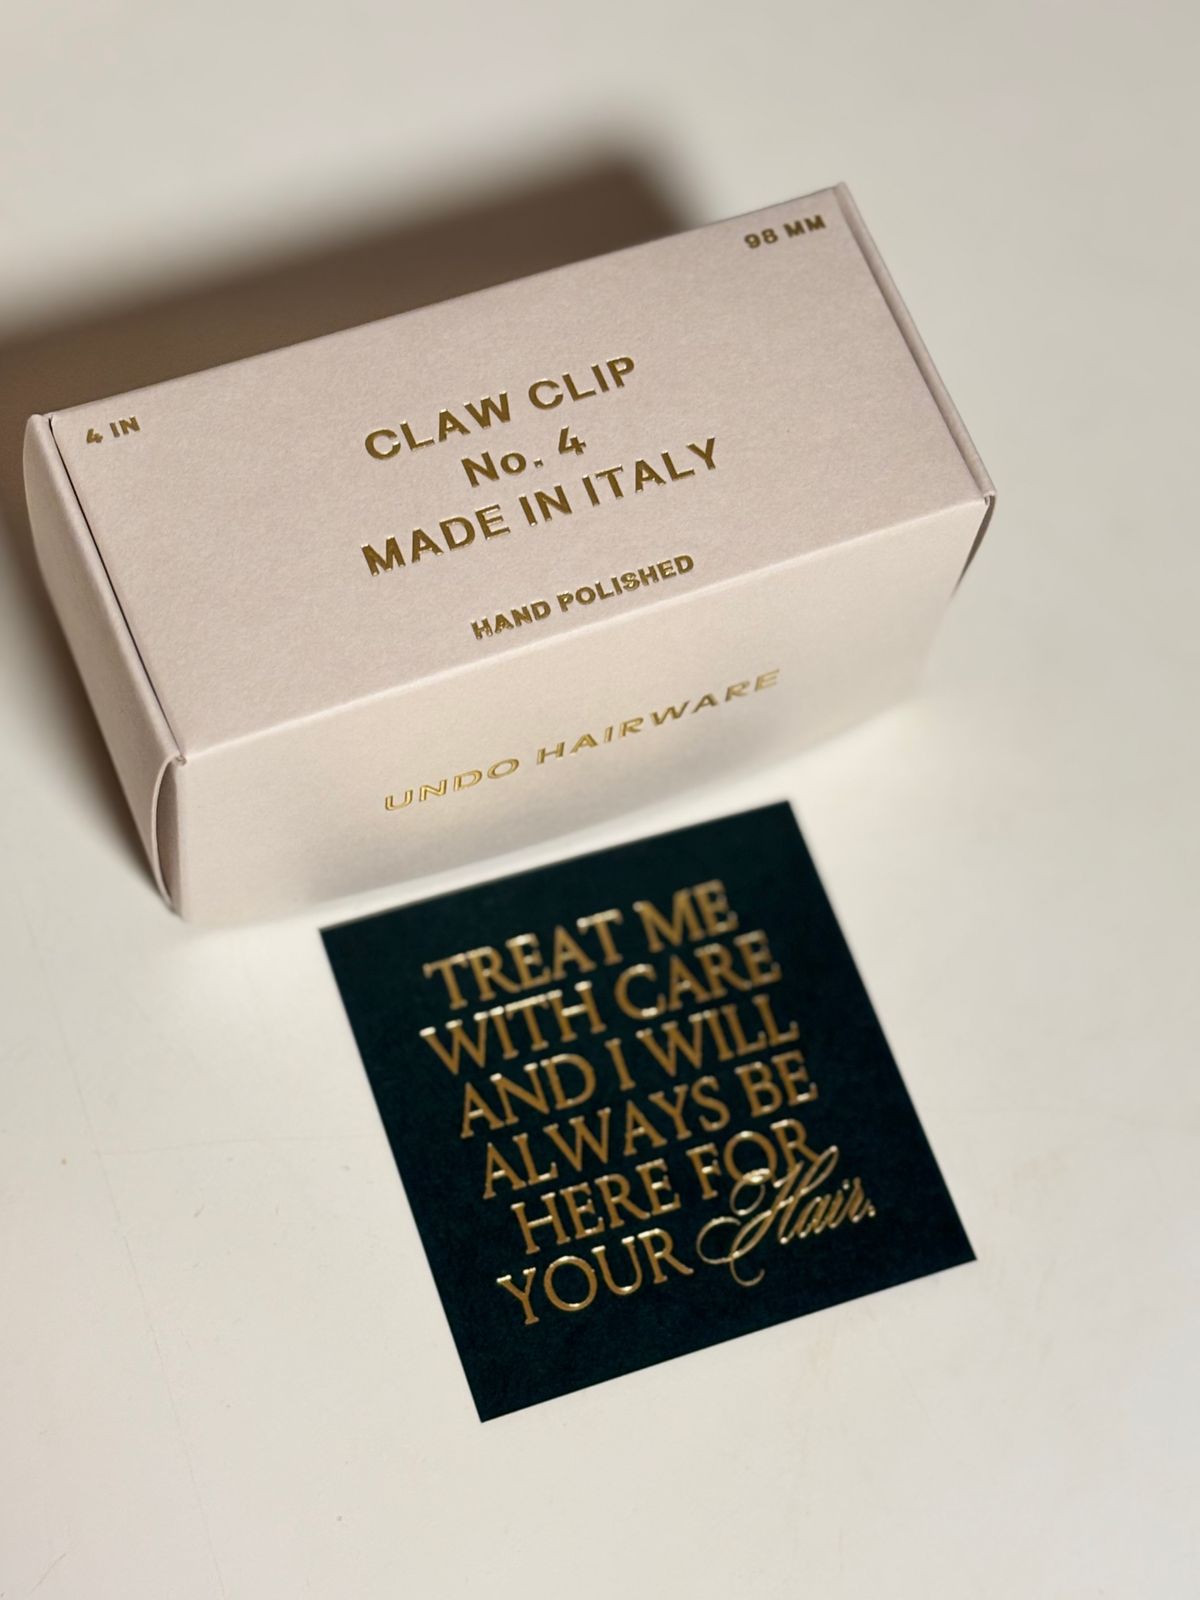 4 IN
98 MM
CLAW CLIP
No. 4
MADE IN ITALY
HAND POLISHED
UNDO HAIRWARE
TREAT ME
WITH CARE
AND I WILL
ALWAYS BE
HERE FOR
YOUR Hair.